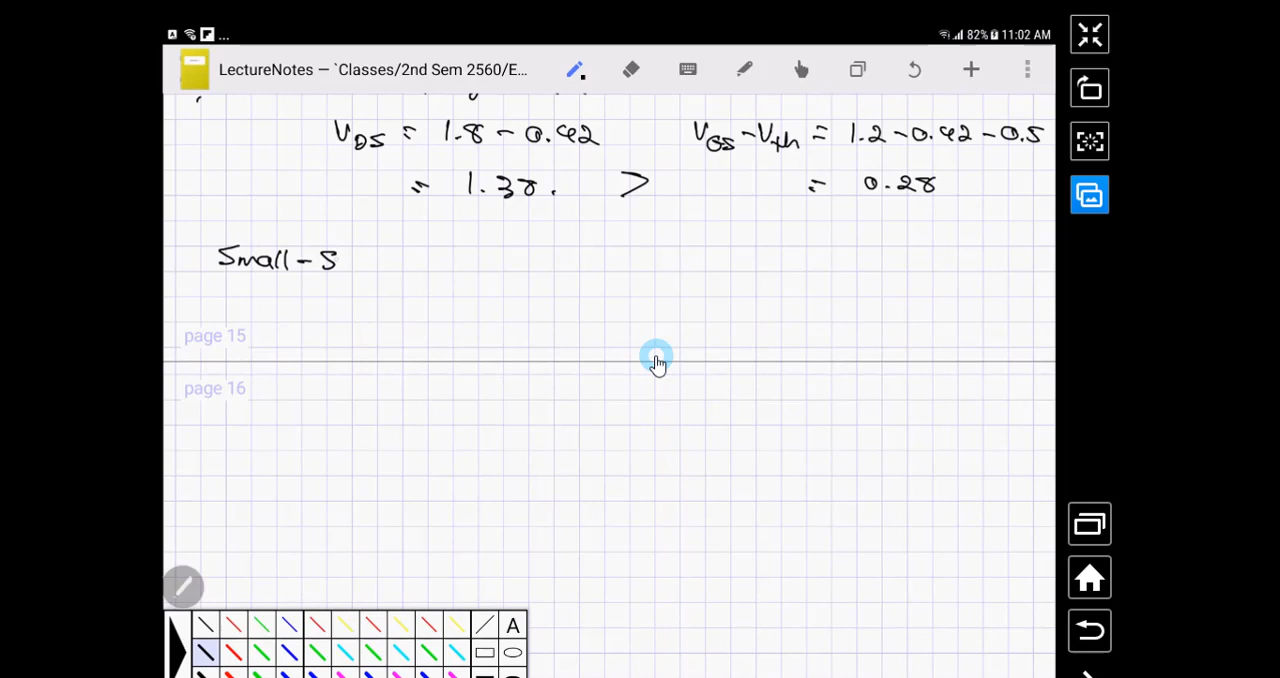 ... 82% 11:02 AM
LectureNotes — `Classes/2nd Sem 2560/E...
V_DS = 1.8 - 0.42 V_GS - V_th = 1.2 - 0.42 - 0.5
= 1.38. > = 0.28
Small - S
page 15
page 16
A